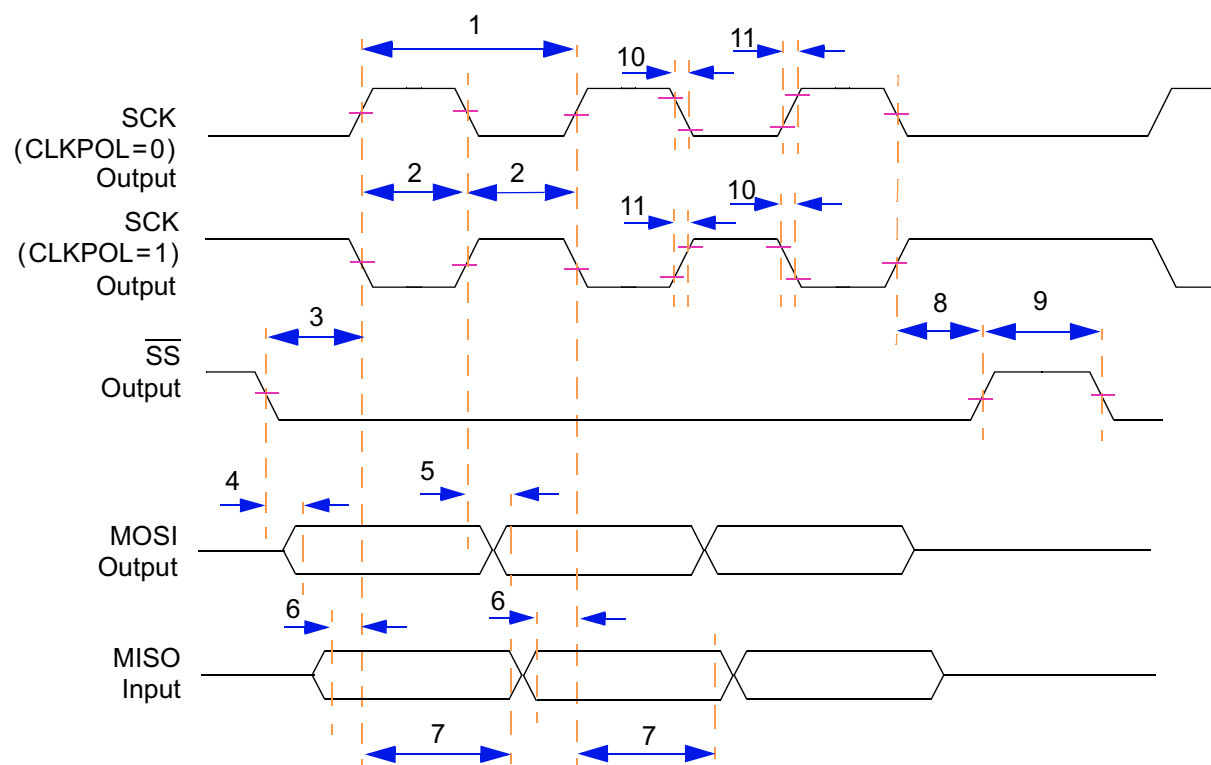 1
10
11
SCK
(CLKPOL=0)
Output
2
2
SCK
(CLKPOL=1)
Output
11
10
3
8
9
SS
Output
4
5
MOSI
Output
6
6
MISO
Input
7
7